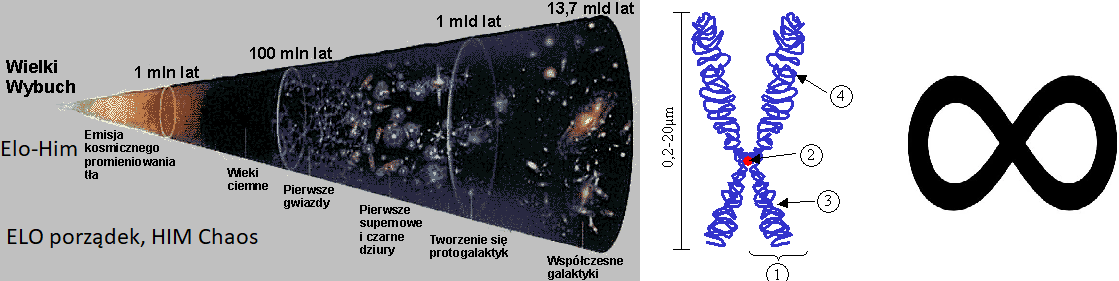 13,7 mld lat
1 mld lat
100 mln lat
Wielki
Wybuch
1 mln lat
Elo-Him
Emisja
kosmicznego
promieniowania
tła
Wieki
ciemne
Pierwsze
gwiazdy
Pierwsze
supernowe
i czarne
dziury
Tworzenie się
protogalaktyk
Współczesne
galaktyki
ELO porządek, HIM Chaos
0,2-20µm
4
2
3
1